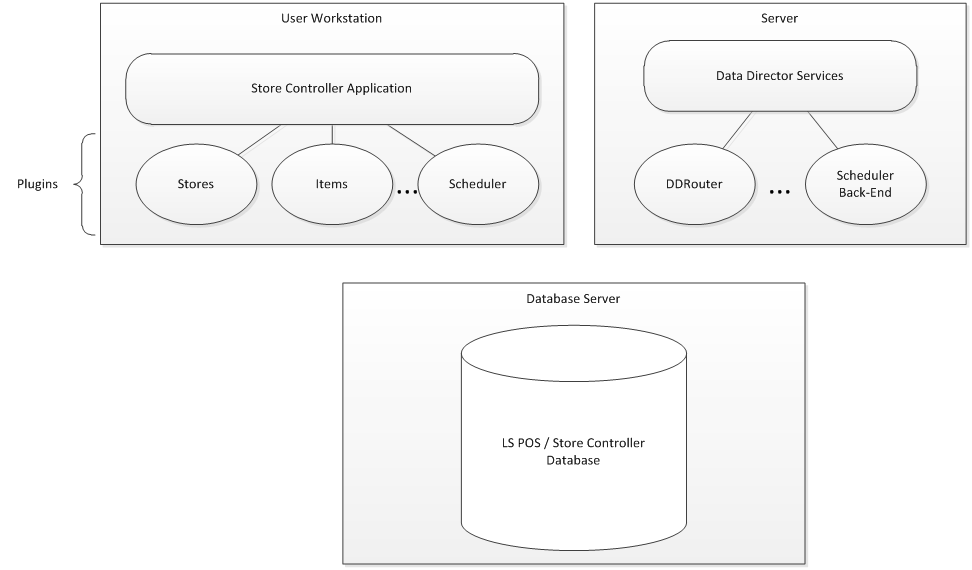 User Workstation
Store Controller Application
Plugins
Stores
Items
...
Scheduler
Server
Data Director Services
DDRouter
...
Scheduler
Back-End
Database Server
LS POS / Store Controller
Database